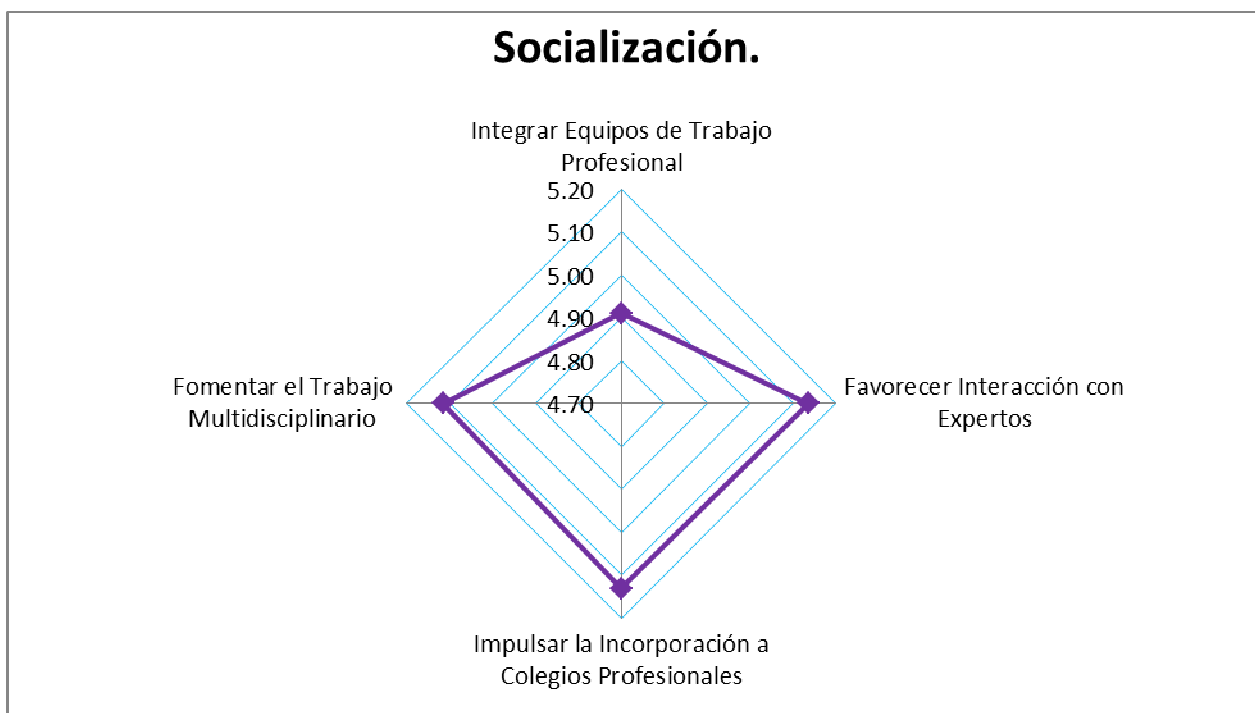 Socialización.
Integrar Equipos de Trabajo
Profesional
5.20
5.10
5.00
4.90
4.80
4.70
Fomentar el Trabajo
Multidisciplinario
Favorecer Interacción con
Expertos
Impulsar la Incorporación a
Colegios Profesionales